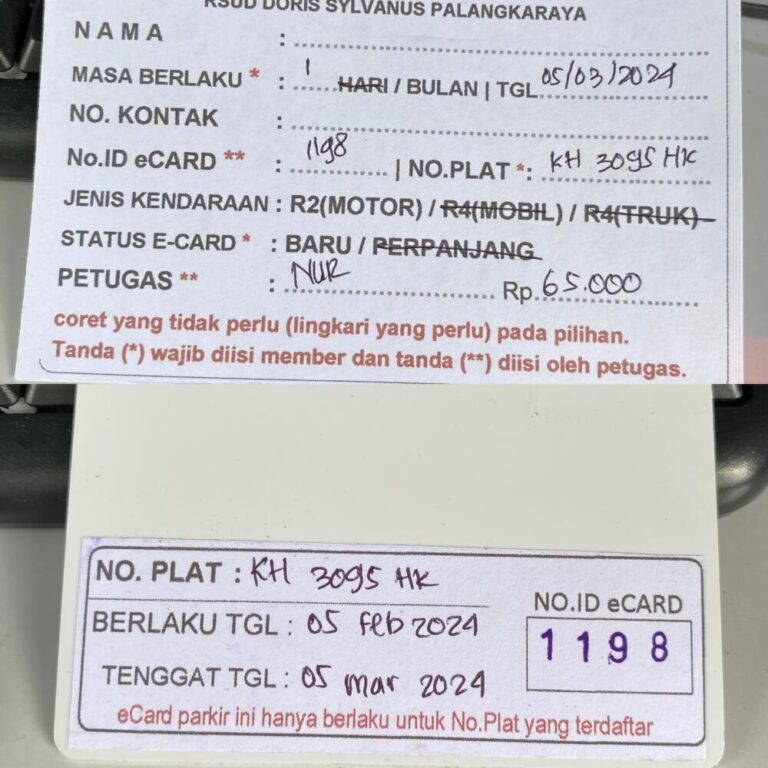 RSUD DORIS SYLVANUS PALANGKARAYA
NAMA :
MASA BERLAKU * : 1 HARI / BULAN | TGL 05/03/2024
NO. KONTAK :
No.ID eCARD ** : 1198 | NO.PLAT *: KH 3095 HK
JENIS KENDARAAN : R2(MOTOR) / R4(MOBIL) / R4(TRUK)
STATUS E-CARD * : BARU / PERPANJANG
PETUGAS ** : NUR Rp. 65.000
coret yang tidak perlu (lingkari yang perlu) pada pilihan.
Tanda (*) wajib diisi member dan tanda (**) diisi oleh petugas.
NO. PLAT : KH 3095 HK
BERLAKU TGL : 05 feb 2024
TENGGAT TGL : 05 mar 2024
NO.ID eCARD
1198
eCard parkir ini hanya berlaku untuk No.Plat yang terdaftar